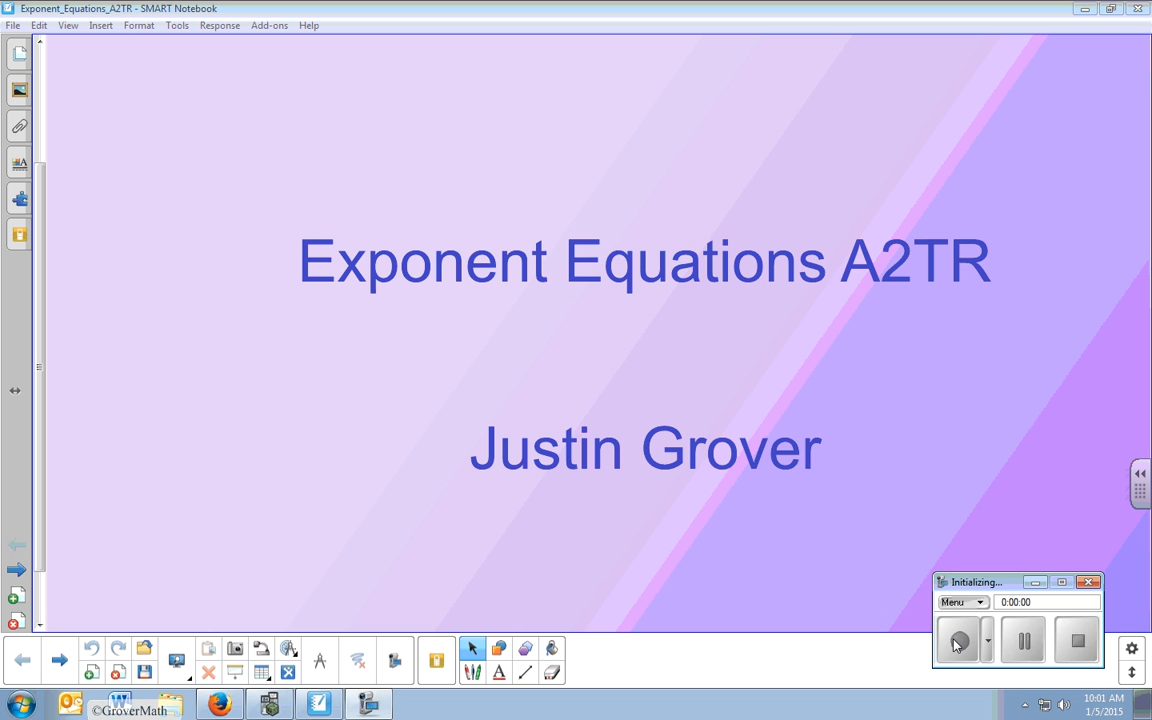 Exponent_Equations_A2TR - SMART Notebook
File Edit View Insert Format Tools Response Add-ons Help
Exponent Equations A2TR
Justin Grover
Initializing...
Menu 0:00:00
©GroverMath
10:01 AM
1/5/2015